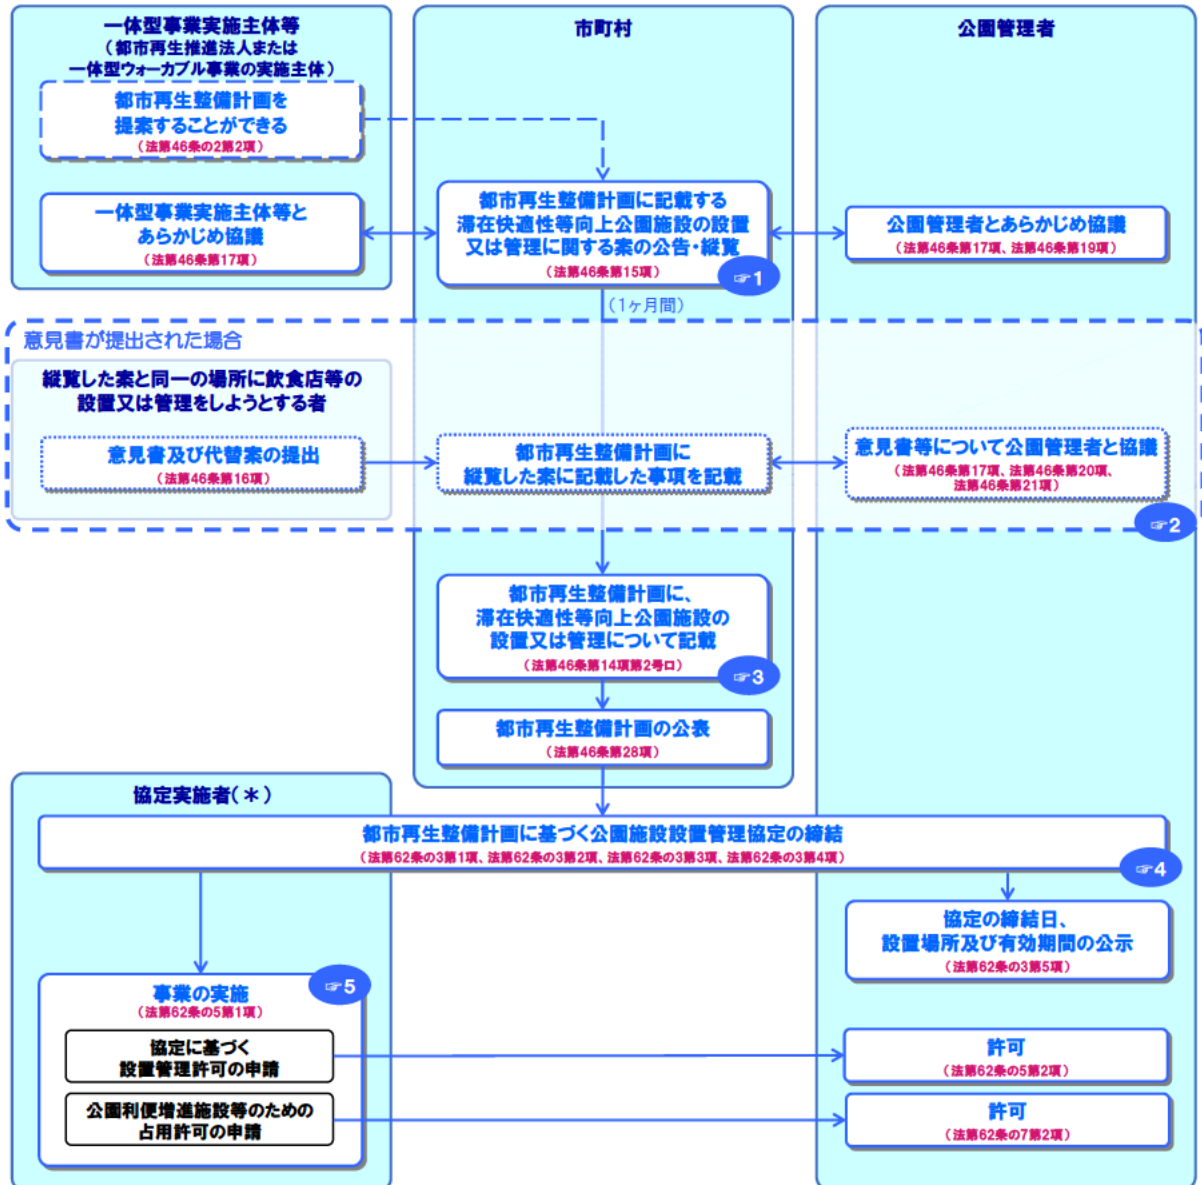 一体型事業実施主体等
(都市再生推進法人または
一体型ウォーカブル事業の実施主体)
市町村
公園管理者
都市再生整備計画を
提案することができる
(法第46条の2第2項)
一体型事業実施主体等と
あらかじめ協議
(法第46条第17項)
都市再生整備計画に記載する
滞在快適性等向上公園施設の設置
又は管理に関する案の公告・縦覧
(法第46条第15項)
☞1
公園管理者とあらかじめ協議
(法第46条第17項、法第46条第19項)
(1ヶ月間)
意見書が提出された場合
縦覧した案と同一の場所に飲食店等の
設置又は管理をしようとする者
意見書及び代替案の提出
(法第46条第16項)
都市再生整備計画に
縦覧した案に記載した事項を記載
意見書等について公園管理者と協議
(法第46条第17項、法第46条第20項、
法第46条第21項)
☞2
都市再生整備計画に、
滞在快適性等向上公園施設の
設置又は管理について記載
(法第46条第14項第2号ロ)
☞3
都市再生整備計画の公表
(法第46条第28項)
協定実施者(*)
都市再生整備計画に基づく公園施設設置管理協定の締結
(法第62条の3第1項、法第62条の3第2項、法第62条の3第3項、法第62条の3第4項)
☞4
協定の締結日、
設置場所及び有効期間の公示
(法第62条の3第5項)
☞5
事業の実施
(法第62条の5第1項)
協定に基づく
設置管理許可の申請
許可
(法第62条の5第2項)
公園利便増進施設等のための
占用許可の申請
許可
(法第62条の7第2項)